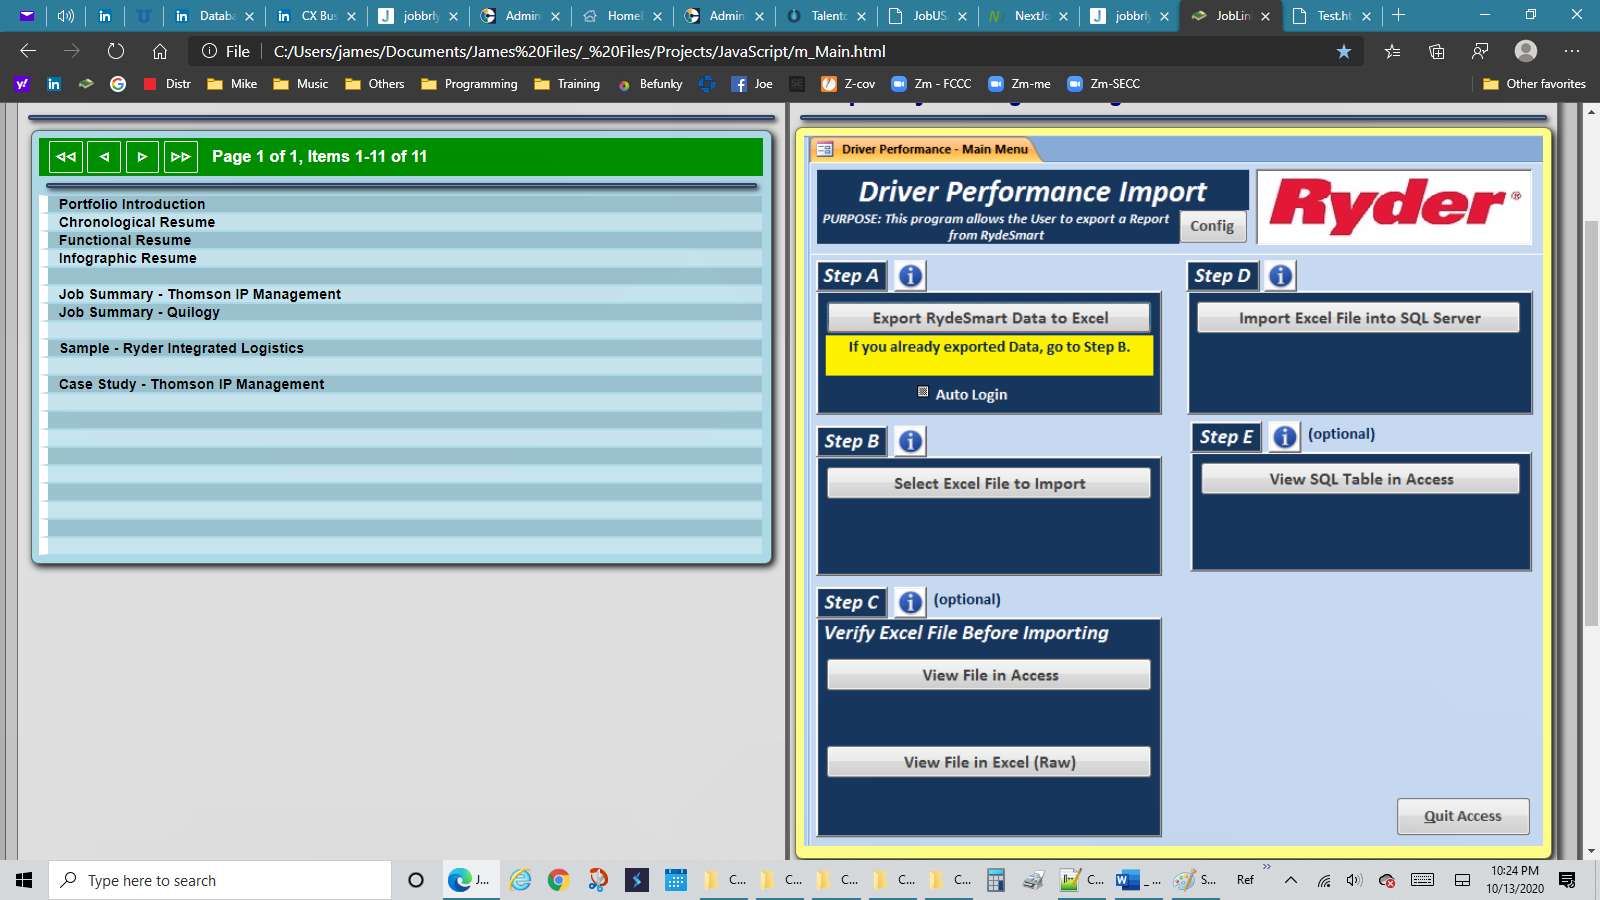 Datab
CX Bu
jobbrly
Admin
Home
Admin
Talent
JobUS
NextJo
jobbrly
JobLin
Test.ht
File
C:/Users/james/Documents/James%20Files/_%20Files/Projects/JavaScript/m_Main.html
Distr
Mike
Music
Others
Programming
Training
Befunky
Joe
Z-cov
Zm - FCCC
Zm-me
Zm-SECC
Other favorites
Page 1 of 1, Items 1-11 of 11
Portfolio Introduction
Chronological Resume
Functional Resume
Infographic Resume
Job Summary - Thomson IP Management
Job Summary - Quilogy
Sample - Ryder Integrated Logistics
Case Study - Thomson IP Management
Driver Performance - Main Menu
Driver Performance Import
PURPOSE: This program allows the User to export a Report
from RydeSmart
Config
Ryder®
Step A
Export RydeSmart Data to Excel
If you already exported Data, go to Step B.
Auto Login
Step B
Select Excel File to Import
Step C
(optional)
Verify Excel File Before Importing
View File in Access
View File in Excel (Raw)
Step D
Import Excel File into SQL Server
Step E
(optional)
View SQL Table in Access
Quit Access
Type here to search
J...
C...
C...
C...
C...
C...
C...
_ ...
S...
Ref
10:24 PM
10/13/2020